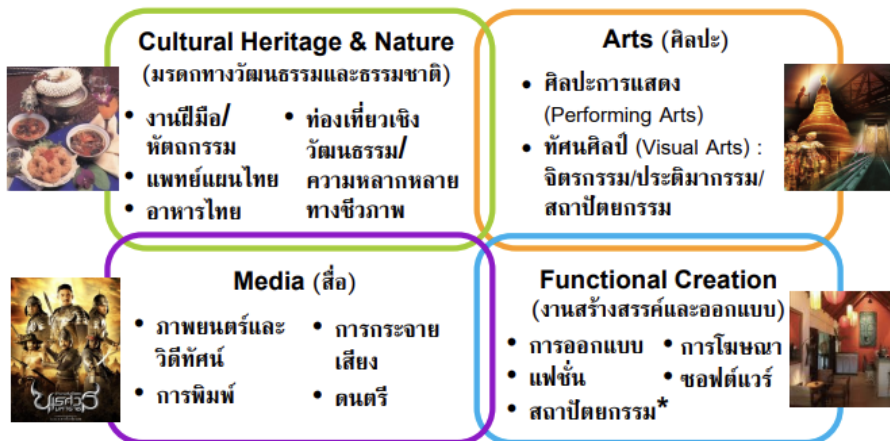 Cultural Heritage & Nature
(มรดกทางวัฒนธรรมและธรรมชาติ)
• งานฝีมือ/
หัตถกรรม
• แพทย์แผนไทย
• อาหารไทย
• ท่องเที่ยวเชิง
วัฒนธรรม/
ความหลากหลาย
ทางชีวภาพ
Arts (ศิลปะ)
• ศิลปะการแสดง
(Performing Arts)
• ทัศนศิลป์ (Visual Arts) :
จิตรกรรม/ประติมากรรม/
สถาปัตยกรรม
Media (สื่อ)
• ภาพยนตร์และ
วิดีทัศน์
• การพิมพ์
• การกระจาย
เสียง
• ดนตรี
Functional Creation
(งานสร้างสรรค์และออกแบบ)
• การออกแบบ
• แฟชั่น
• สถาปัตยกรรม*
• การโฆษณา
• ซอฟต์แวร์